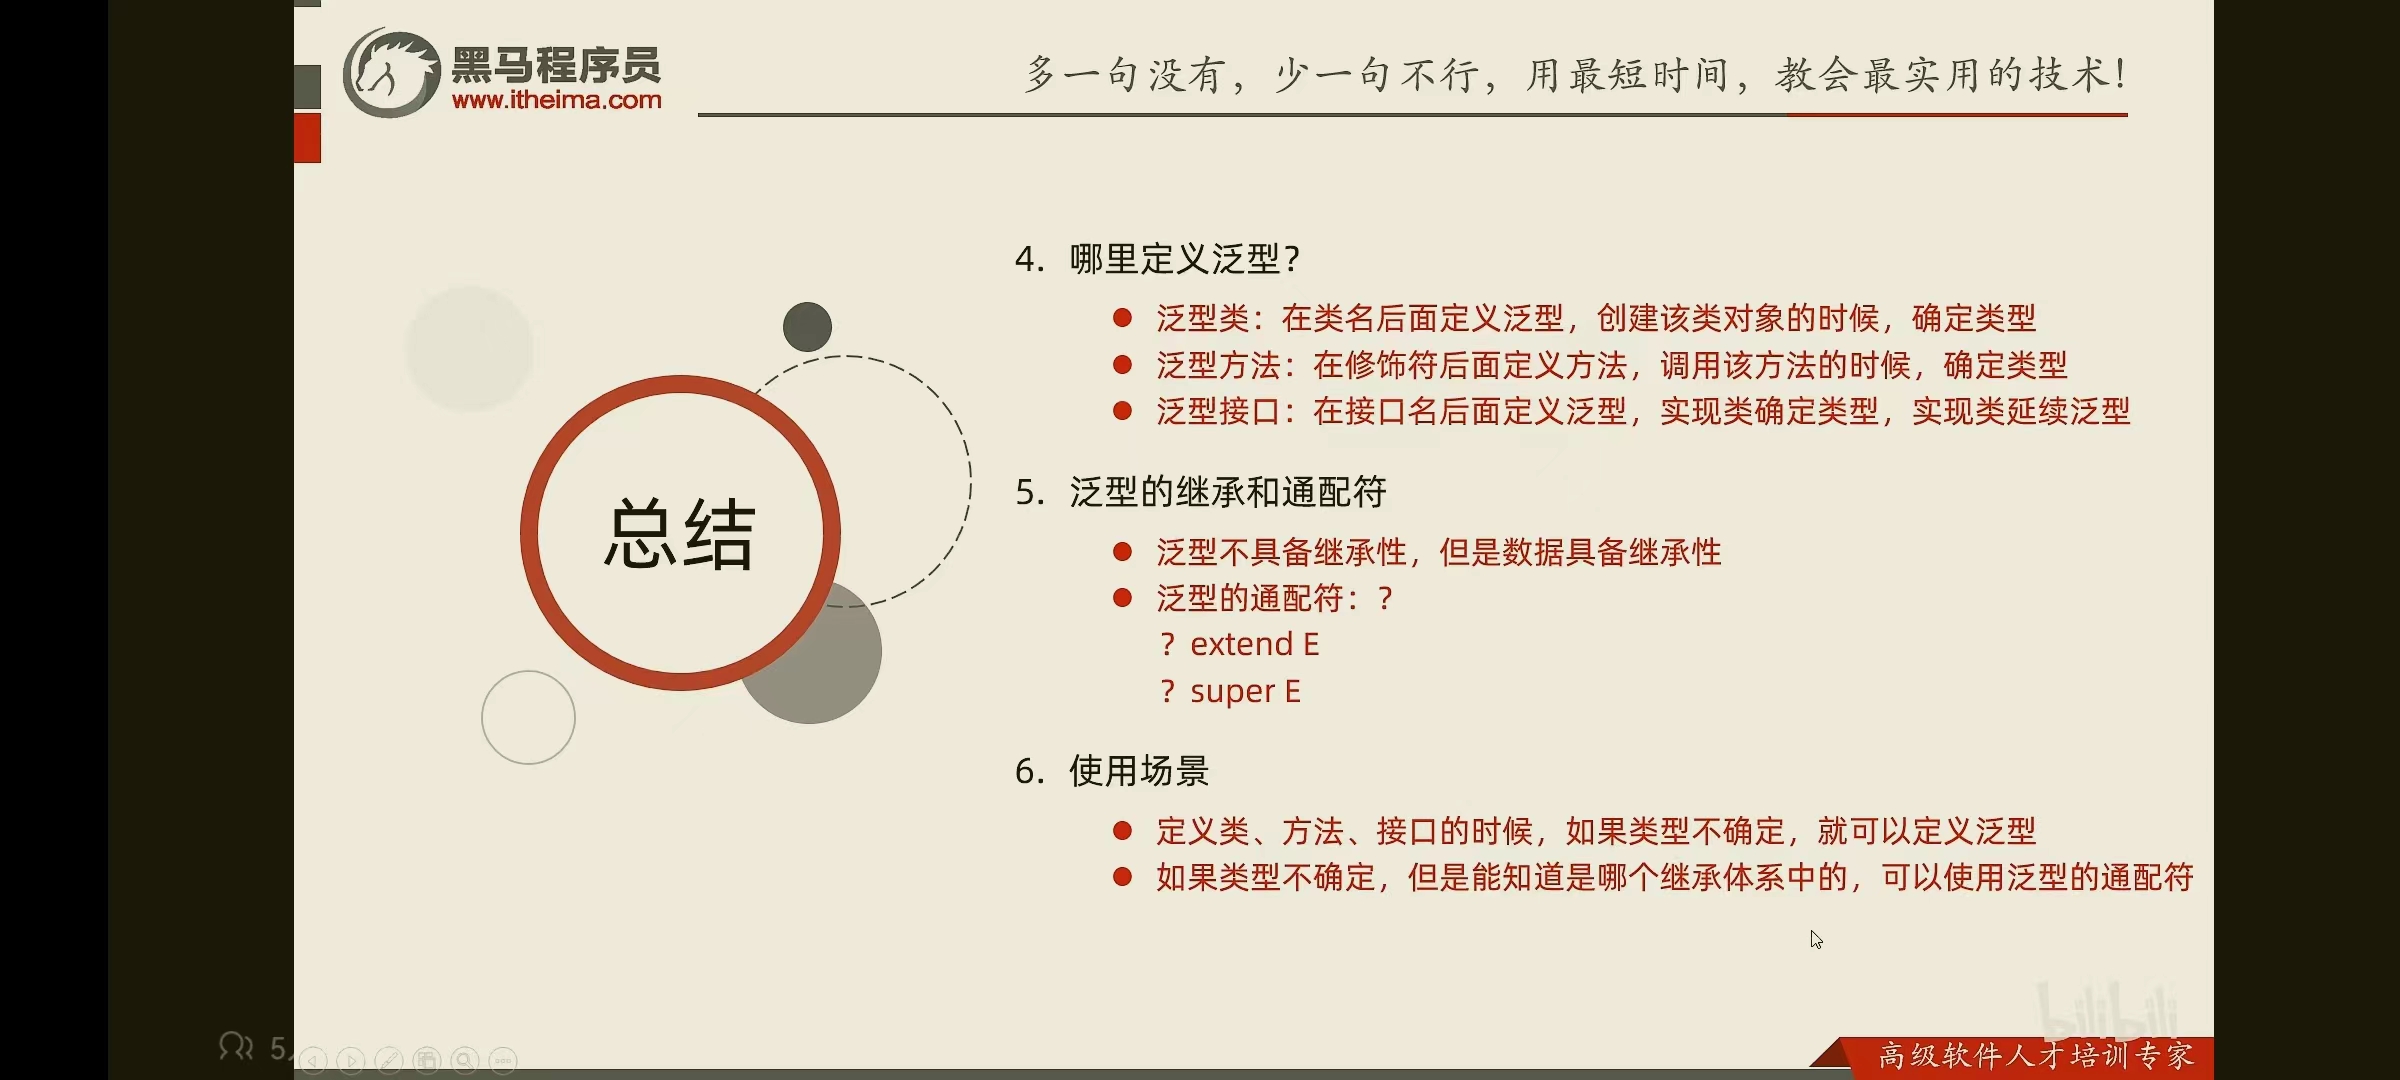 黑马程序员
www.itheima.com
多一句没有，少一句不行，用最短时间，教会最实用的技术！
总结
4. 哪里定义泛型？
泛型类：在类名后面定义泛型，创建该类对象的时候，确定类型
泛型方法：在修饰符后面定义方法，调用该方法的时候，确定类型
泛型接口：在接口名后面定义泛型，实现类确定类型，实现类延续泛型
5. 泛型的继承和通配符
泛型不具备继承性，但是数据具备继承性
泛型的通配符：？
？extend E
？super E
6. 使用场景
定义类、方法、接口的时候，如果类型不确定，就可以定义泛型
如果类型不确定，但是能知道是哪个继承体系中的，可以使用泛型的通配符
bilibili
5
高级软件人才培训专家